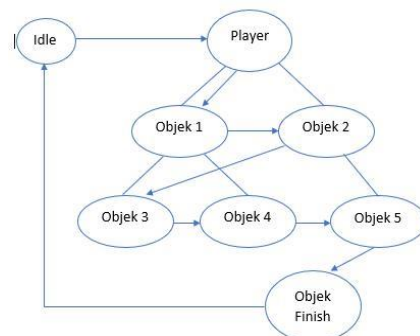 Idle
Player
Objek 1
Objek 2
Objek 3
Objek 4
Objek 5
Objek
Finish